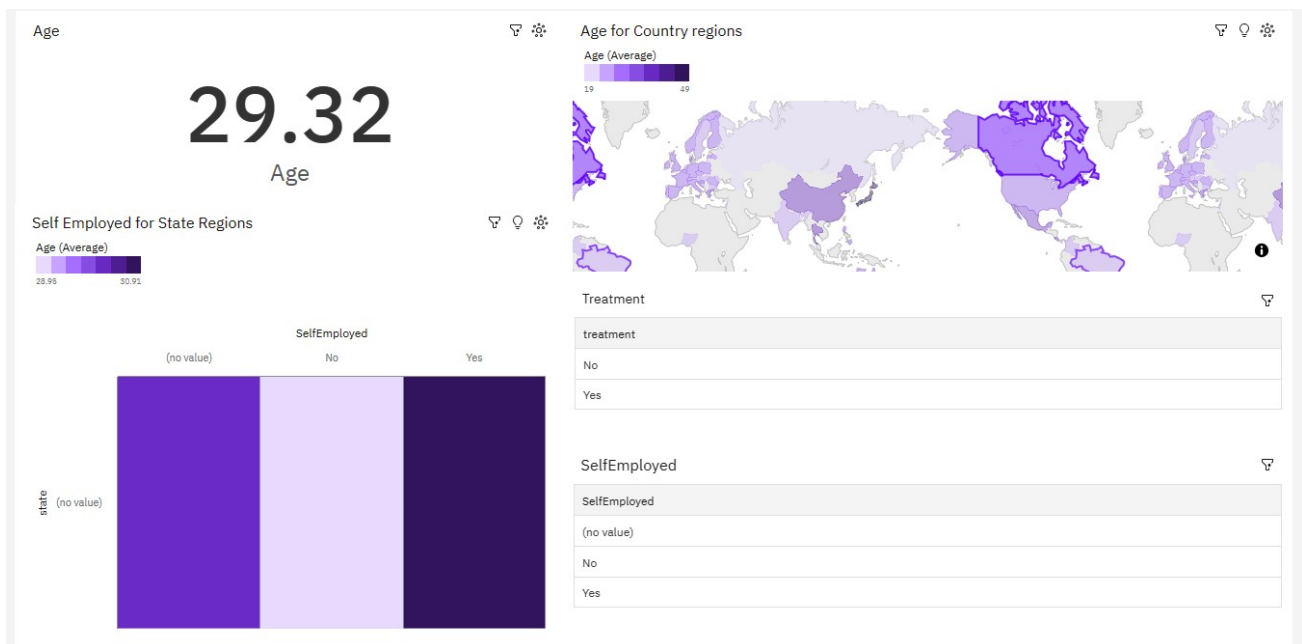 Age
29.32
Age
Age for Country regions
Age (Average)
19 49
Self Employed for State Regions
Age (Average)
28.95 30.91
SelfEmployed
(no value) No Yes
state
(no value)
Treatment
treatment
No
Yes
SelfEmployed
SelfEmployed
(no value)
No
Yes